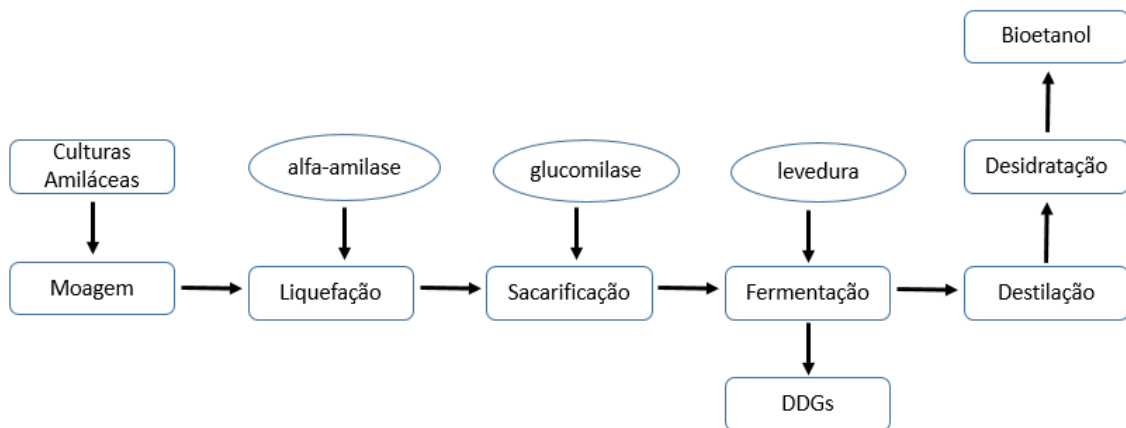 Bioetanol
Culturas
Amiláceas
alfa-amilase
glucomilase
levedura
Desidratação
Moagem
Liquefação
Sacarificação
Fermentação
Destilação
DDGs